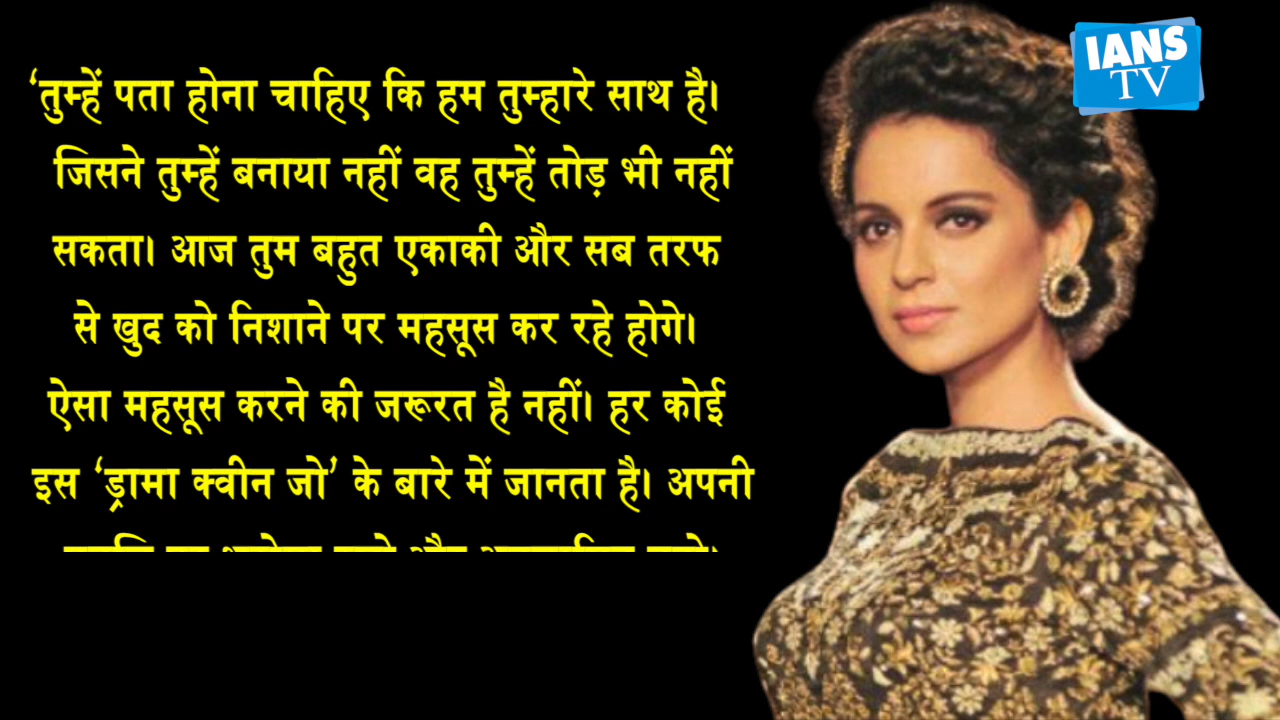 ‘तुम्हें पता होना चाहिए कि हम तुम्हारे साथ है।
जिसने तुम्हें बनाया नहीं वह तुम्हें तोड़ भी नहीं
सकता। आज तुम बहुत एकाकी और सब तरफ
से खुद को निशाने पर महसूस कर रहे होगे।
ऐसा महसूस करने की जरूरत है नहीं। हर कोई
इस ‘ड्रामा क्वीन जो’ के बारे में जानता है। अपनी
IANS
TV